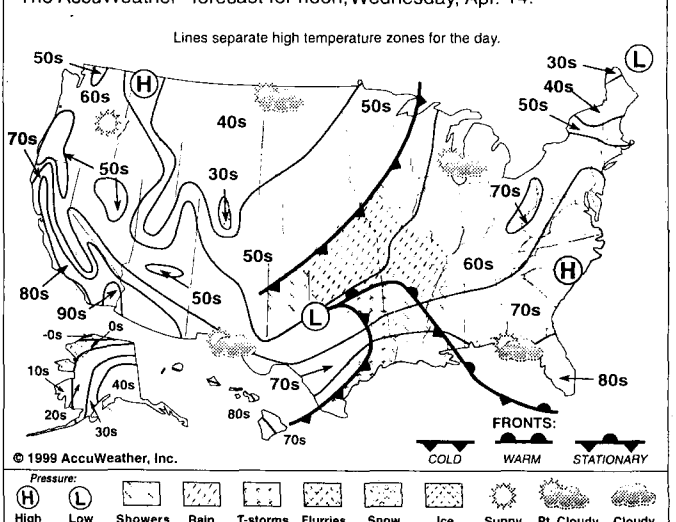 The AccuWeather® forecast for noon, Wednesday, Apr. 14.
Lines separate high temperature zones for the day.
50s
H
L
30s
40s
50s
60s
50s
40s
70s
50s
30s
70s
50s
60s
H
80s
50s
90s
L
70s
0s
-0s
10s
40s
70s
80s
20s
30s
80s
70s
FRONTS:
© 1999 AccuWeather, Inc.
COLD WARM STATIONARY
Pressure:
H L
High Low Showers Rain T-storms Flurries Snow Ice Sunny Pt. Cloudy Cloudy